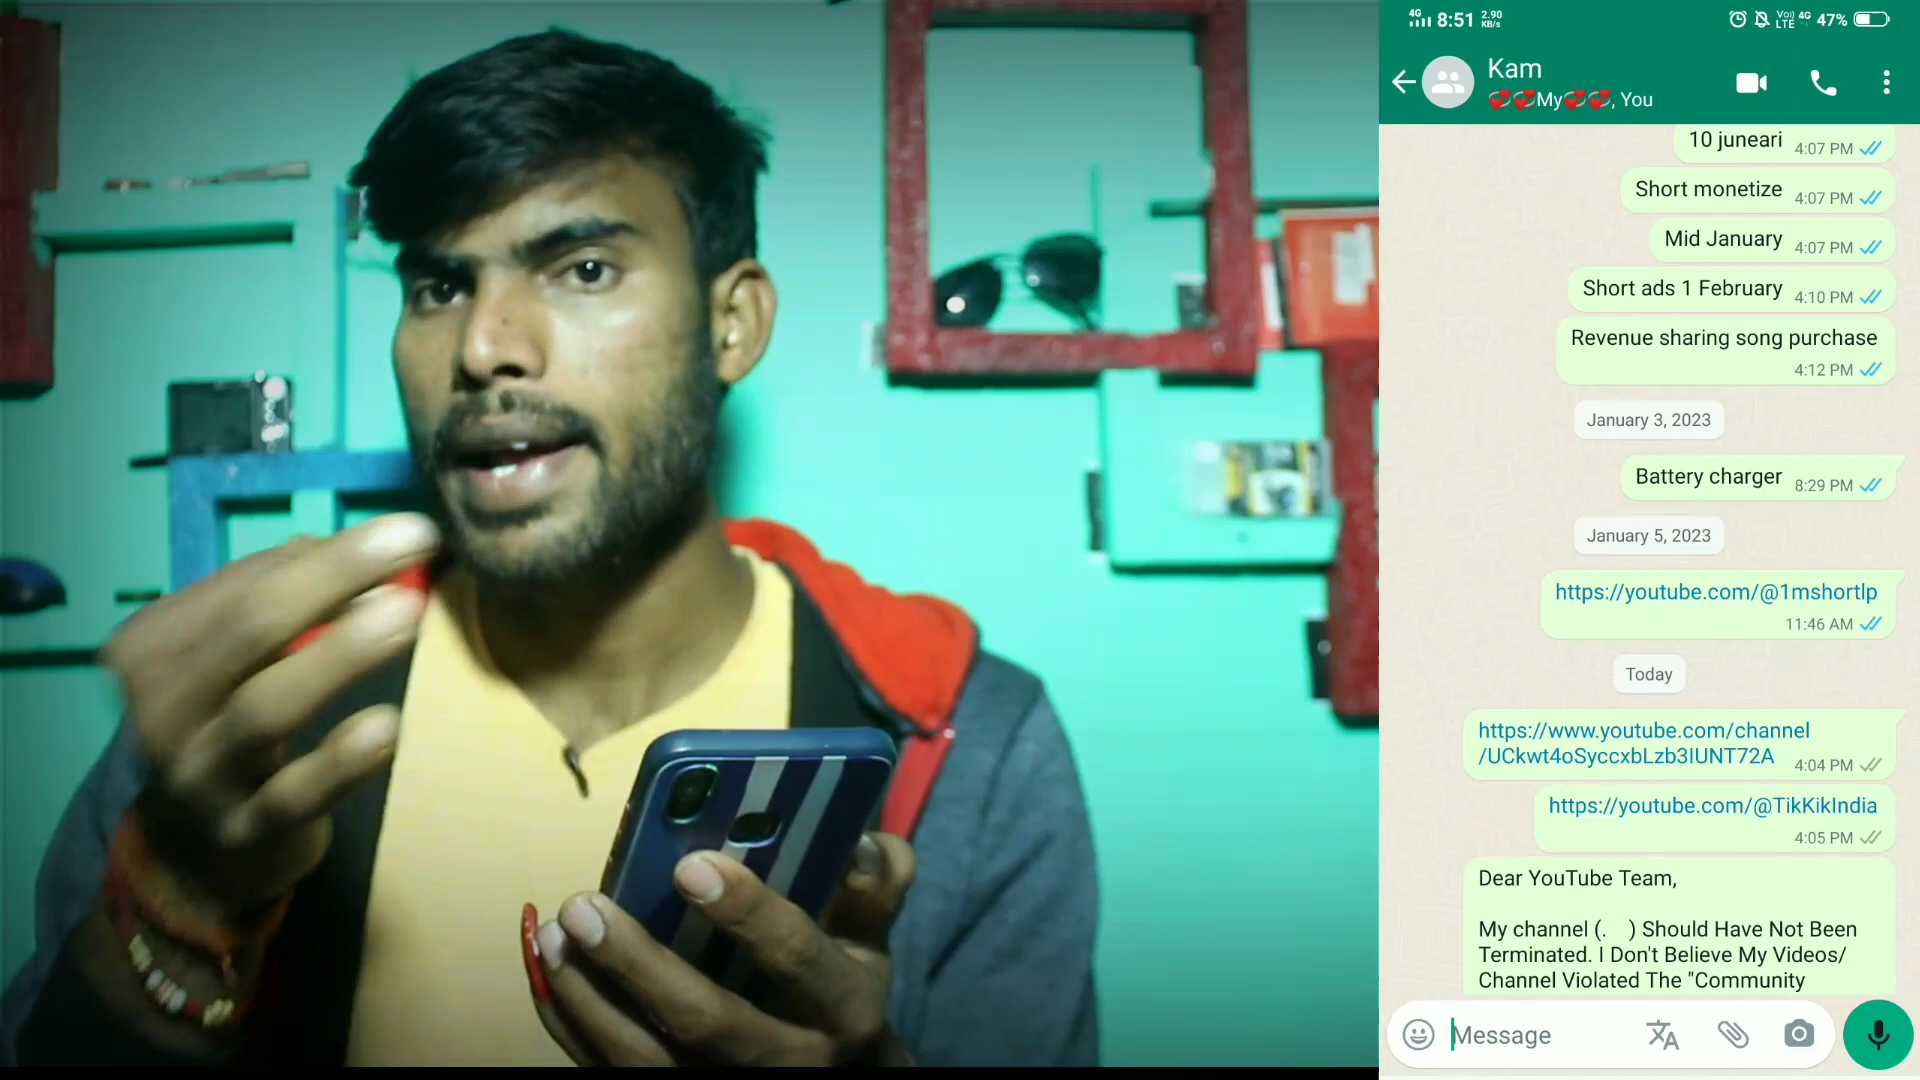 4G 8:51 2.90 KB/s VoLTE 4G 47%
Kam
💞💞My💞💞, You
10 juneari 4:07 PM
Short monetize 4:07 PM
Mid January 4:07 PM
Short ads 1 February 4:10 PM
Revenue sharing song purchase
4:12 PM
January 3, 2023
Battery charger 8:29 PM
January 5, 2023
https://youtube.com/@1mshortlp
11:46 AM
Today
https://www.youtube.com/channel
/UCkwt4oSyccxbLzb3IUNT72A 4:04 PM
https://youtube.com/@TikKikIndia
4:05 PM
Dear YouTube Team,
My channel (.    ) Should Have Not Been
Terminated. I Don't Believe My Videos/
Channel Violated The "Community
Message